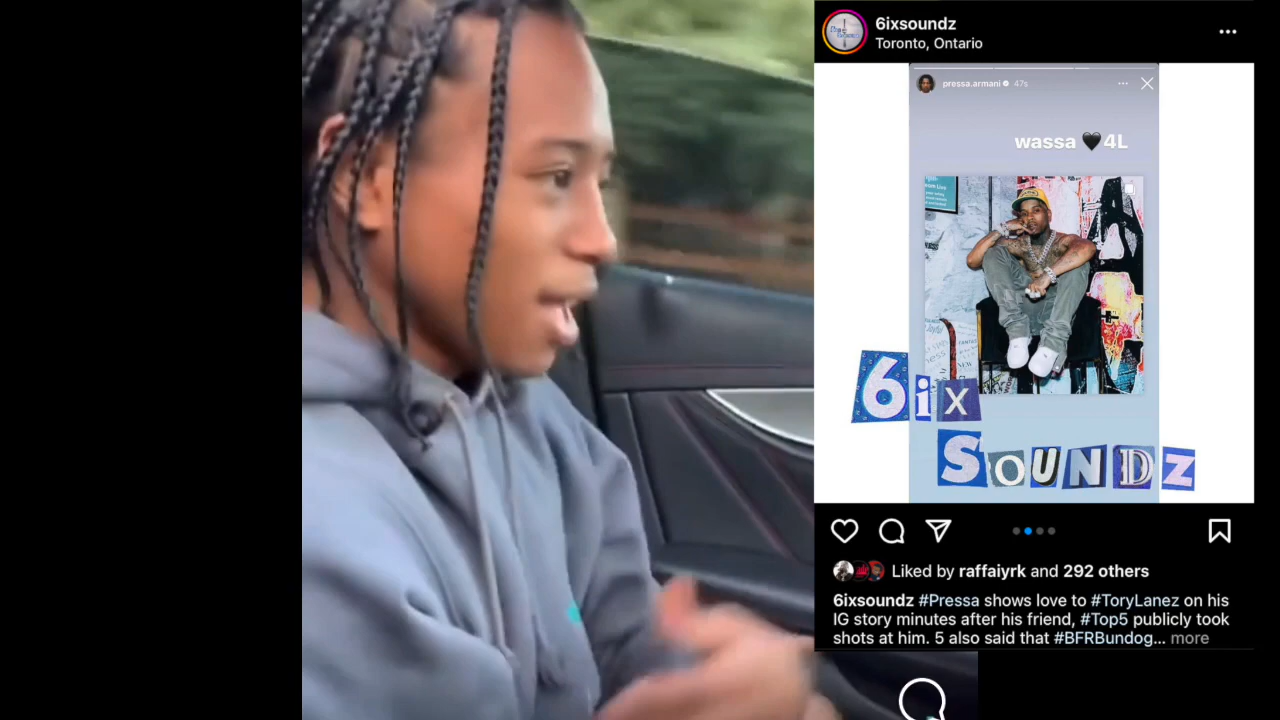 6ixsoundz
Toronto, Ontario
pressa.armani 47s
wassa 🖤4L
6ix
SOUNDZ
Liked by raffaiyrk and 292 others
6ixsoundz #Pressa shows love to #ToryLanez on his
IG story minutes after his friend, #Top5 publicly took
shots at him. 5 also said that #BFRBundog... more